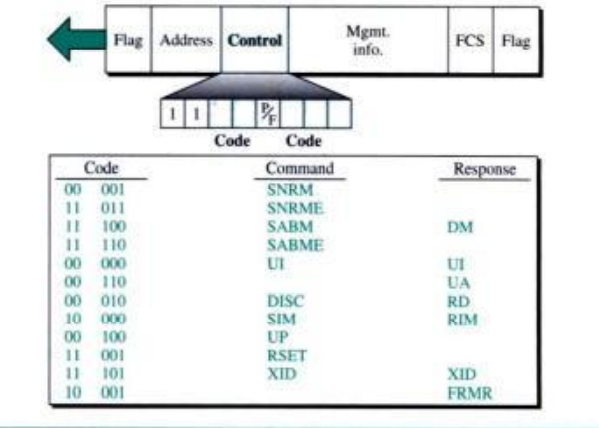 Flag Address Control Mgmt. info. FCS Flag
1 1 P/F
Code Code
Code Command Response
00 001 SNRM
11 011 SNRME
11 100 SABM DM
11 110 SABME
00 000 UI UI
00 110 UA
00 010 DISC RD
10 000 SIM RIM
00 100 UP
11 001 RSET
11 101 XID XID
10 001 FRMR